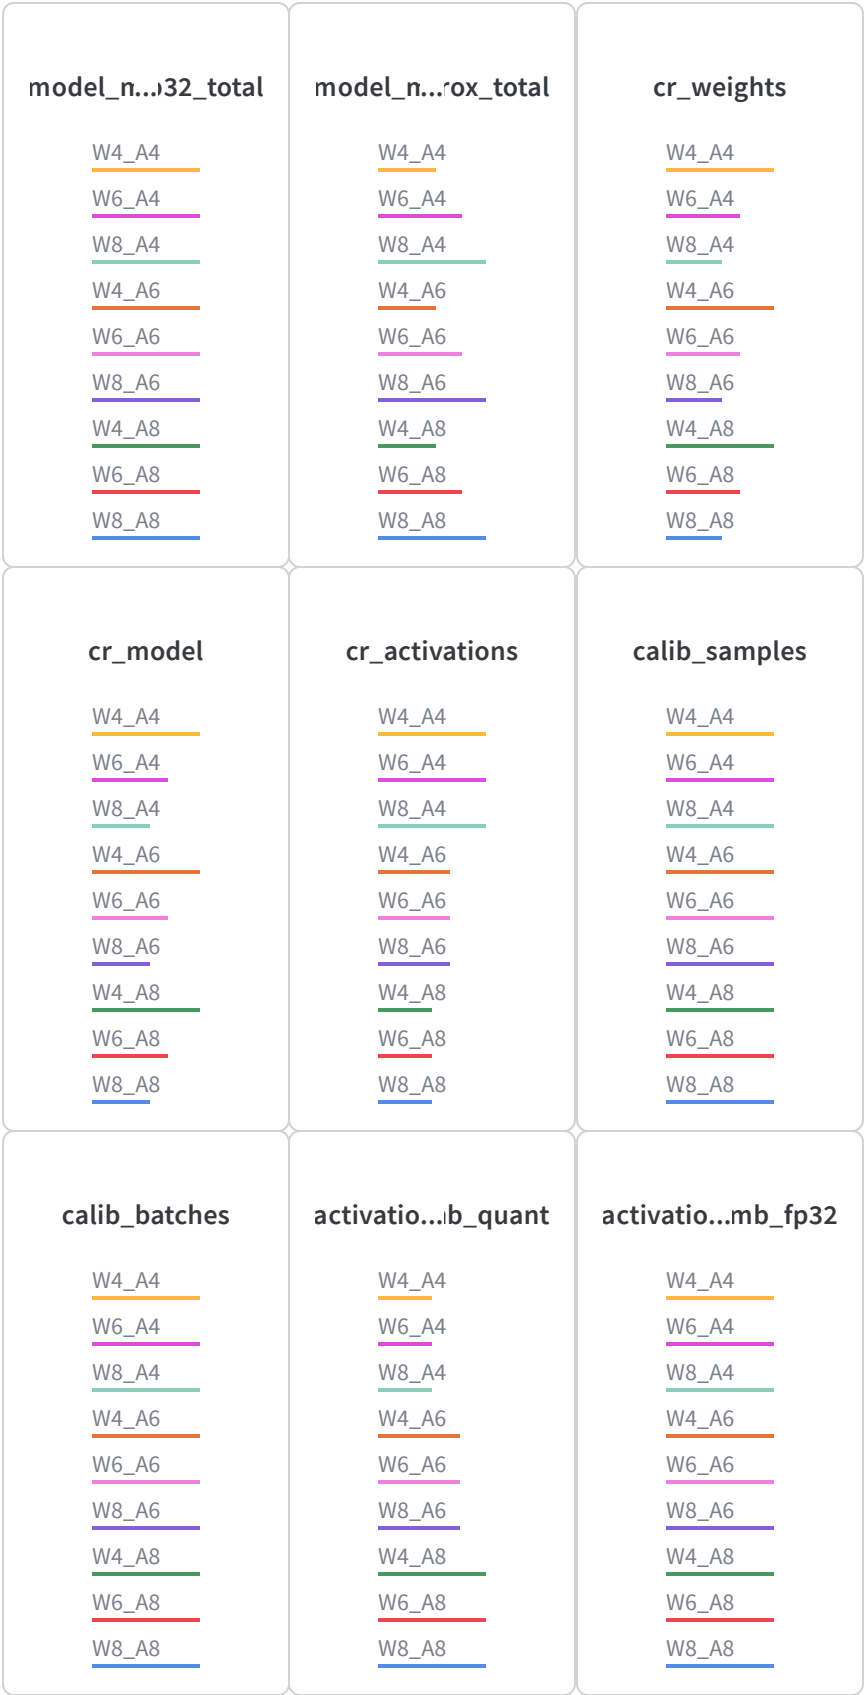 model_n...o32_total
W4_A4
W6_A4
W8_A4
W4_A6
W6_A6
W8_A6
W4_A8
W6_A8
W8_A8
model_n...rox_total
W4_A4
W6_A4
W8_A4
W4_A6
W6_A6
W8_A6
W4_A8
W6_A8
W8_A8
cr_weights
W4_A4
W6_A4
W8_A4
W4_A6
W6_A6
W8_A6
W4_A8
W6_A8
W8_A8
cr_model
W4_A4
W6_A4
W8_A4
W4_A6
W6_A6
W8_A6
W4_A8
W6_A8
W8_A8
cr_activations
W4_A4
W6_A4
W8_A4
W4_A6
W6_A6
W8_A6
W4_A8
W6_A8
W8_A8
calib_samples
W4_A4
W6_A4
W8_A4
W4_A6
W6_A6
W8_A6
W4_A8
W6_A8
W8_A8
calib_batches
W4_A4
W6_A4
W8_A4
W4_A6
W6_A6
W8_A6
W4_A8
W6_A8
W8_A8
activatio...b_quant
W4_A4
W6_A4
W8_A4
W4_A6
W6_A6
W8_A6
W4_A8
W6_A8
W8_A8
activatio...mb_fp32
W4_A4
W6_A4
W8_A4
W4_A6
W6_A6
W8_A6
W4_A8
W6_A8
W8_A8